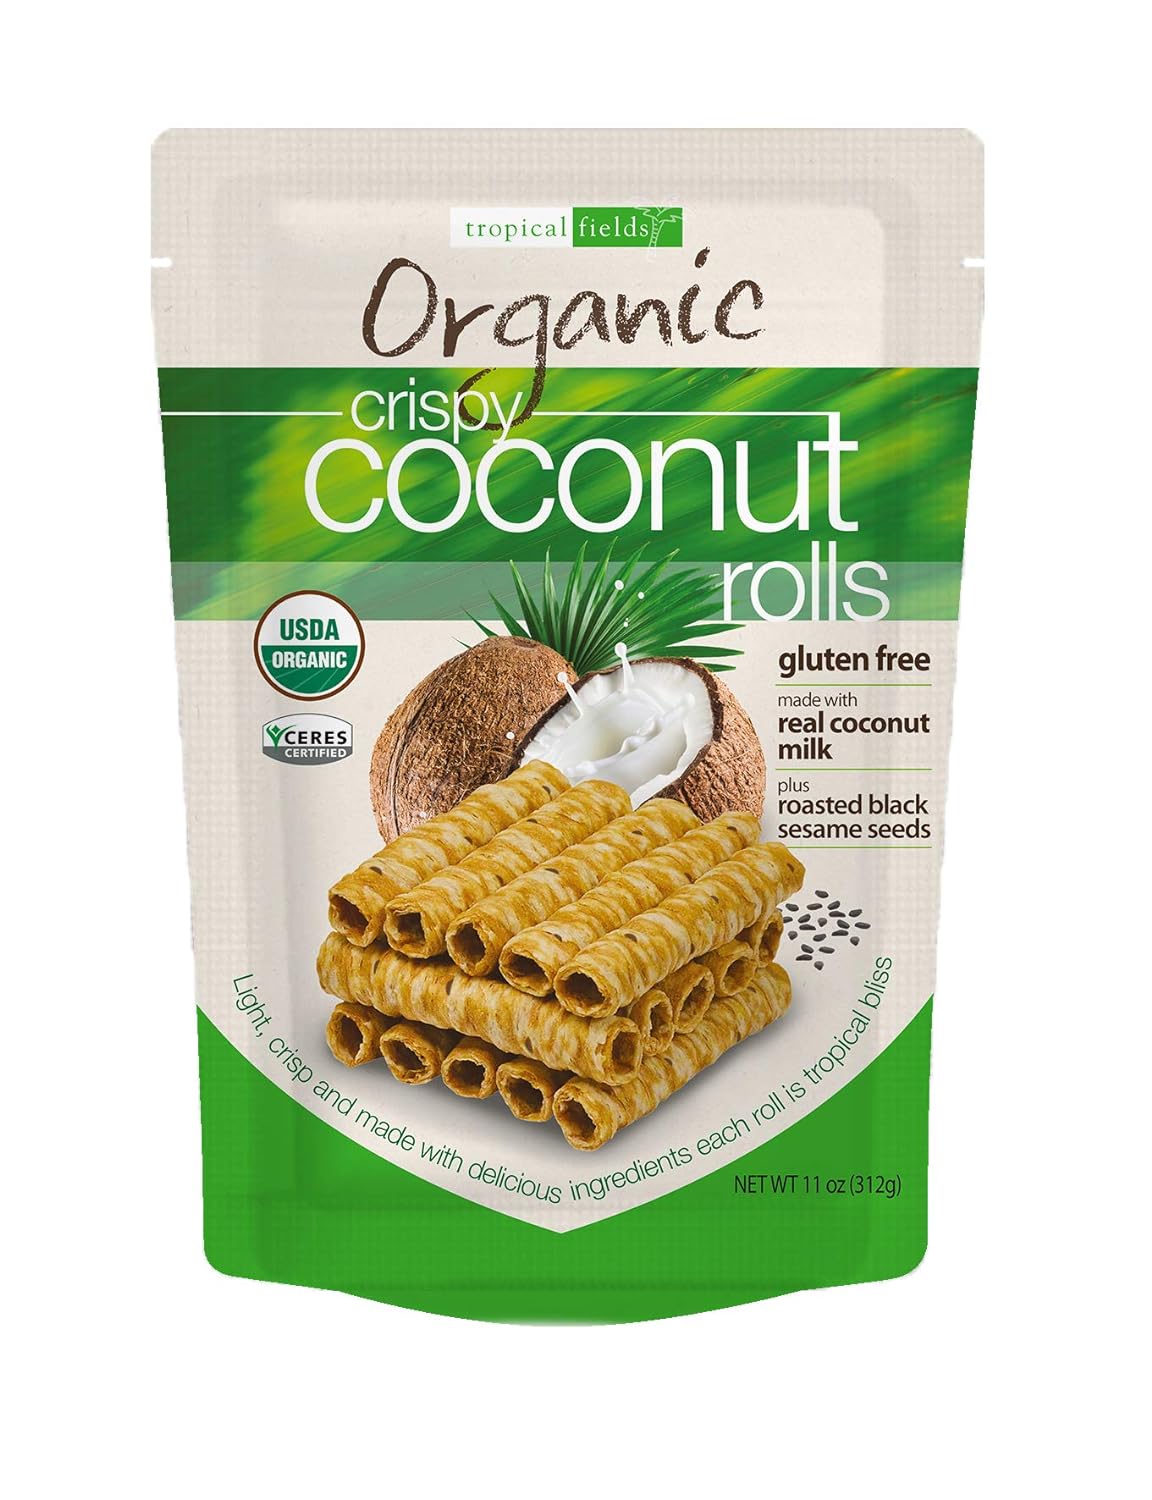 tropical fields
Organic
crispy
coconut
rolls
USDA
ORGANIC
CERES
CERTIFIED
gluten free
made with
real coconut
milk
plus
roasted black
sesame seeds
Light, crisp and made with delicious ingredients each roll is tropical bliss
NET WT 11 oz (312g)